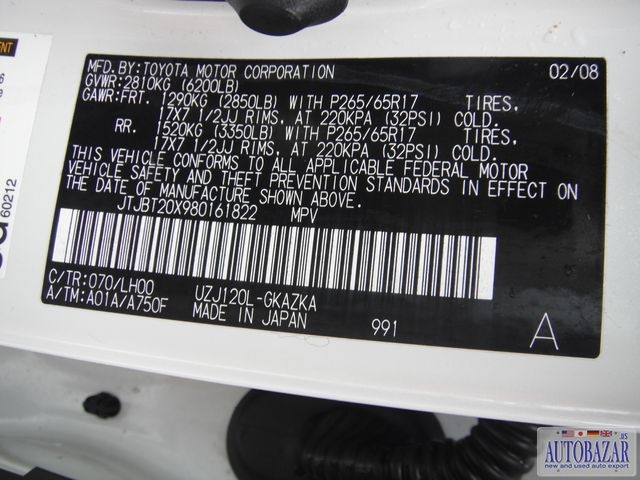 MFD.BY:TOYOTA MOTOR CORPORATION 02/08
GVWR:2810KG (6200LB)
GAWR:FRT. 1290KG (2850LB) WITH P265/65R17 TIRES,
17X7 1/2JJ RIMS, AT 220KPA (32PSI) COLD.
RR. 1520KG (3350LB) WITH P265/65R17 TIRES,
17X7 1/2JJ RIMS, AT 220KPA (32PSI) COLD.
THIS VEHICLE CONFORMS TO ALL APPLICABLE FEDERAL MOTOR
VEHICLE SAFETY AND THEFT PREVENTION STANDARDS IN EFFECT ON
THE DATE OF MANUFACTURE SHOWN ABOVE.
JTJBT20X980161822 MPV
C/TR:070/LH00 UZJ120L-GKAZKA
A/TM:A01A/A750F MADE IN JAPAN 991 A
60212
AUTOBAZAR.US
new and used auto export